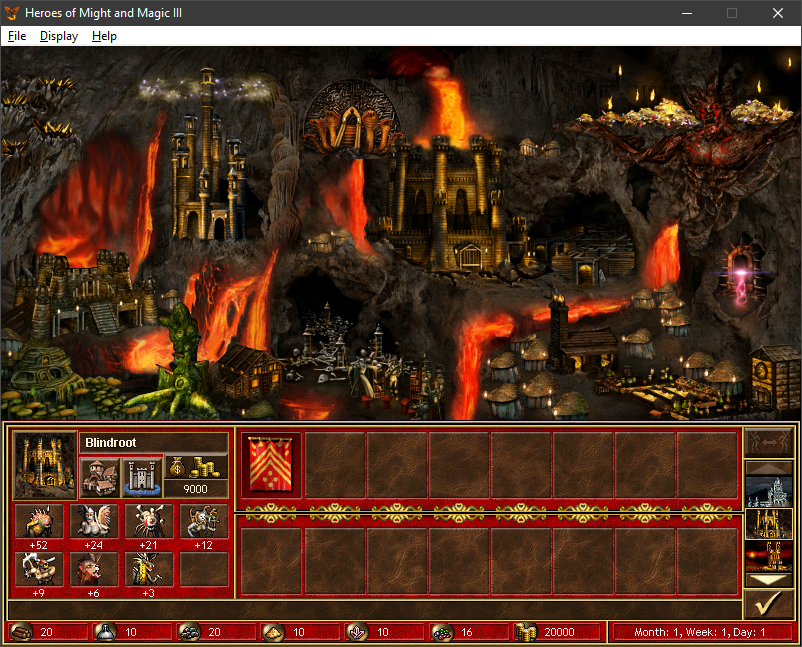 Heroes of Might and Magic III
File Display Help
Blindroot
9000
+52 +24 +21 +12
+9 +6 +3
20 10 20 10 10 16 20000 Month: 1, Week: 1, Day: 1